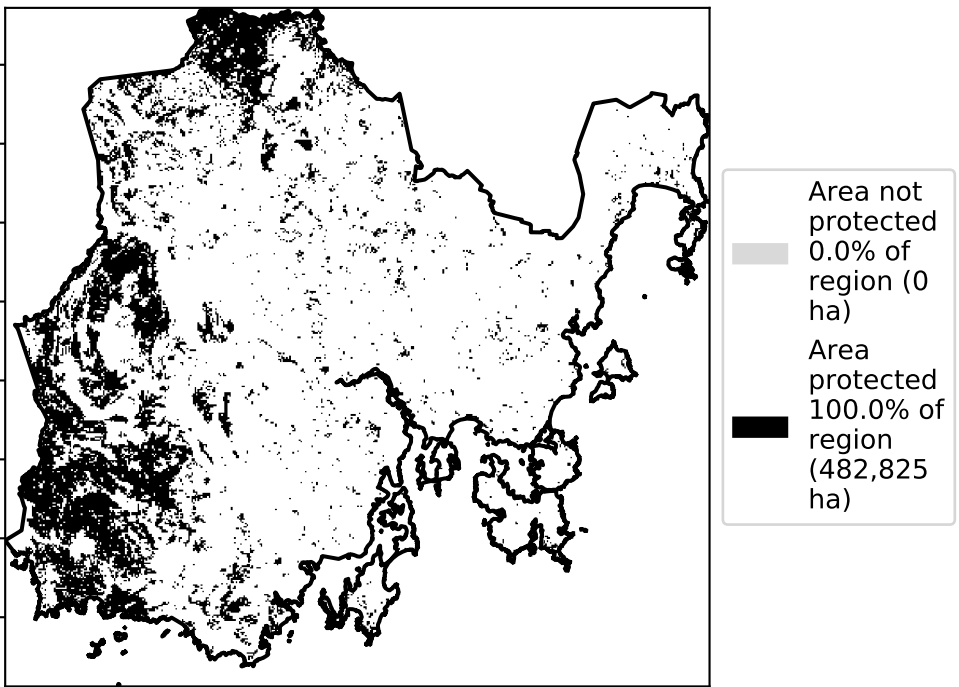 Area not
protected
0.0% of
region (0
ha)
Area
protected
100.0% of
region
(482,825
ha)